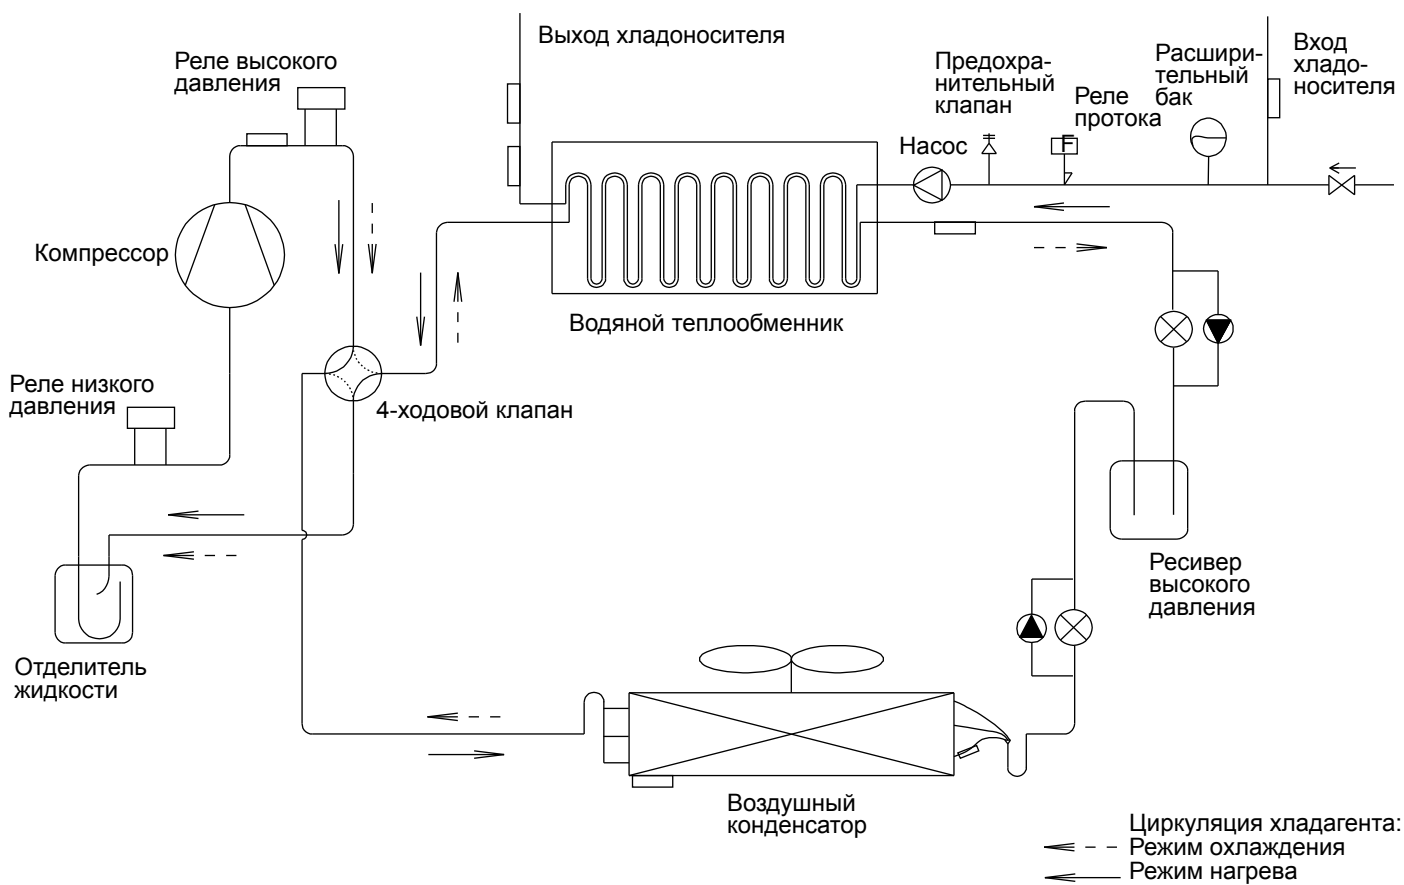 Выход хладоносителя
Реле высокого
давления
Предохра-
нительный
клапан
Реле
протока
Расшири-
тельный
бак
Вход
хладо-
носителя
Насос
F
Компрессор
Водяной теплообменник
4-ходовой клапан
Реле низкого
давления
Ресивер
высокого
давления
Отделитель
жидкости
Воздушный
конденсатор
Циркуляция хладагента:
Режим охлаждения
Режим нагрева